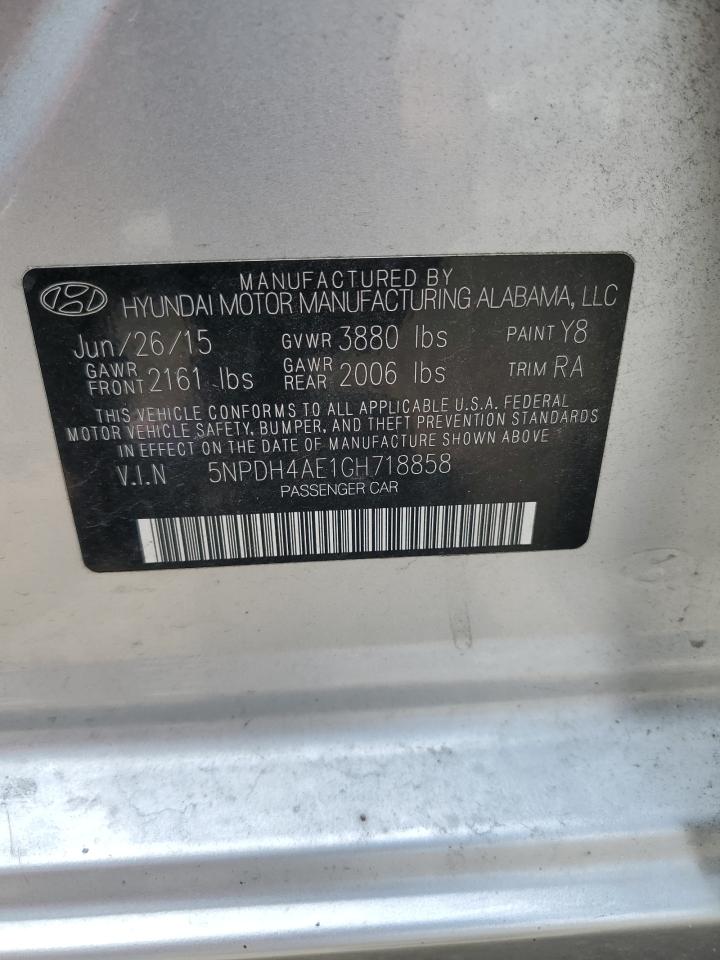 MANUFACTURED BY
HYUNDAI MOTOR MANUFACTURING ALABAMA, LLC
Jun/26/15 GVWR 3880 lbs PAINT Y8
GAWR FRONT 2161 lbs GAWR REAR 2006 lbs TRIM RA
THIS VEHICLE CONFORMS TO ALL APPLICABLE U.S.A. FEDERAL
MOTOR VEHICLE SAFETY, BUMPER, AND THEFT PREVENTION STANDARDS
IN EFFECT ON THE DATE OF MANUFACTURE SHOWN ABOVE.
V.I.N 5NPDH4AE1GH718858
PASSENGER CAR